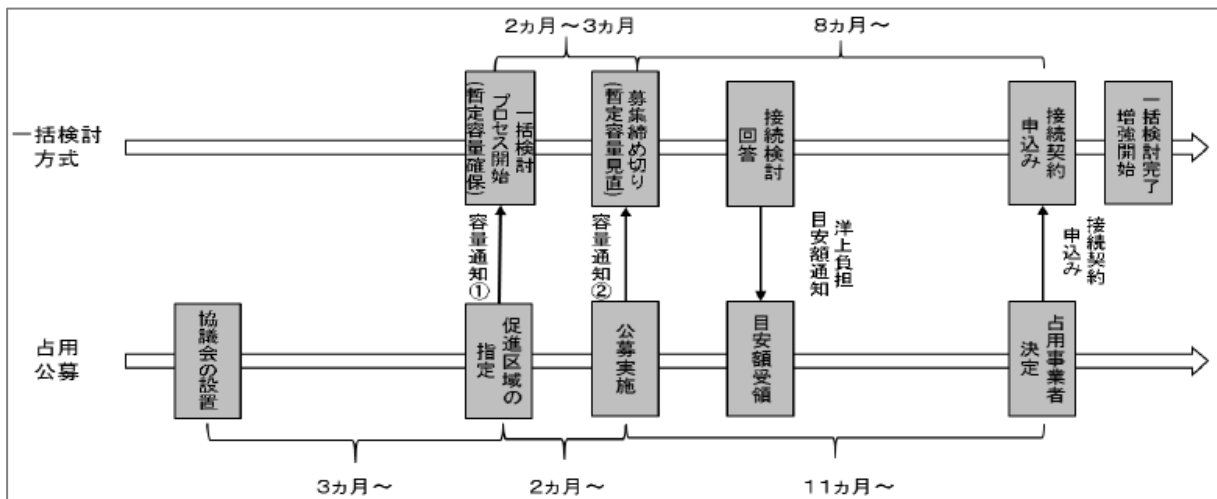 2カ月～3カ月
8カ月～
一括検討
方式
一括検討
プロセス開始
(暫定容量確保)
募集締め切り
(暫定容量見直)
接続検討
回答
接続契約
申込み
一括検討完了
増強開始
容量通知①
容量通知②
洋上負担
目安額通知
接続契約
申込み
占用
公募
協議会の設置
促進区域の
指定
公募実施
目安額受領
占用事業者
決定
3カ月～
2カ月～
11カ月～